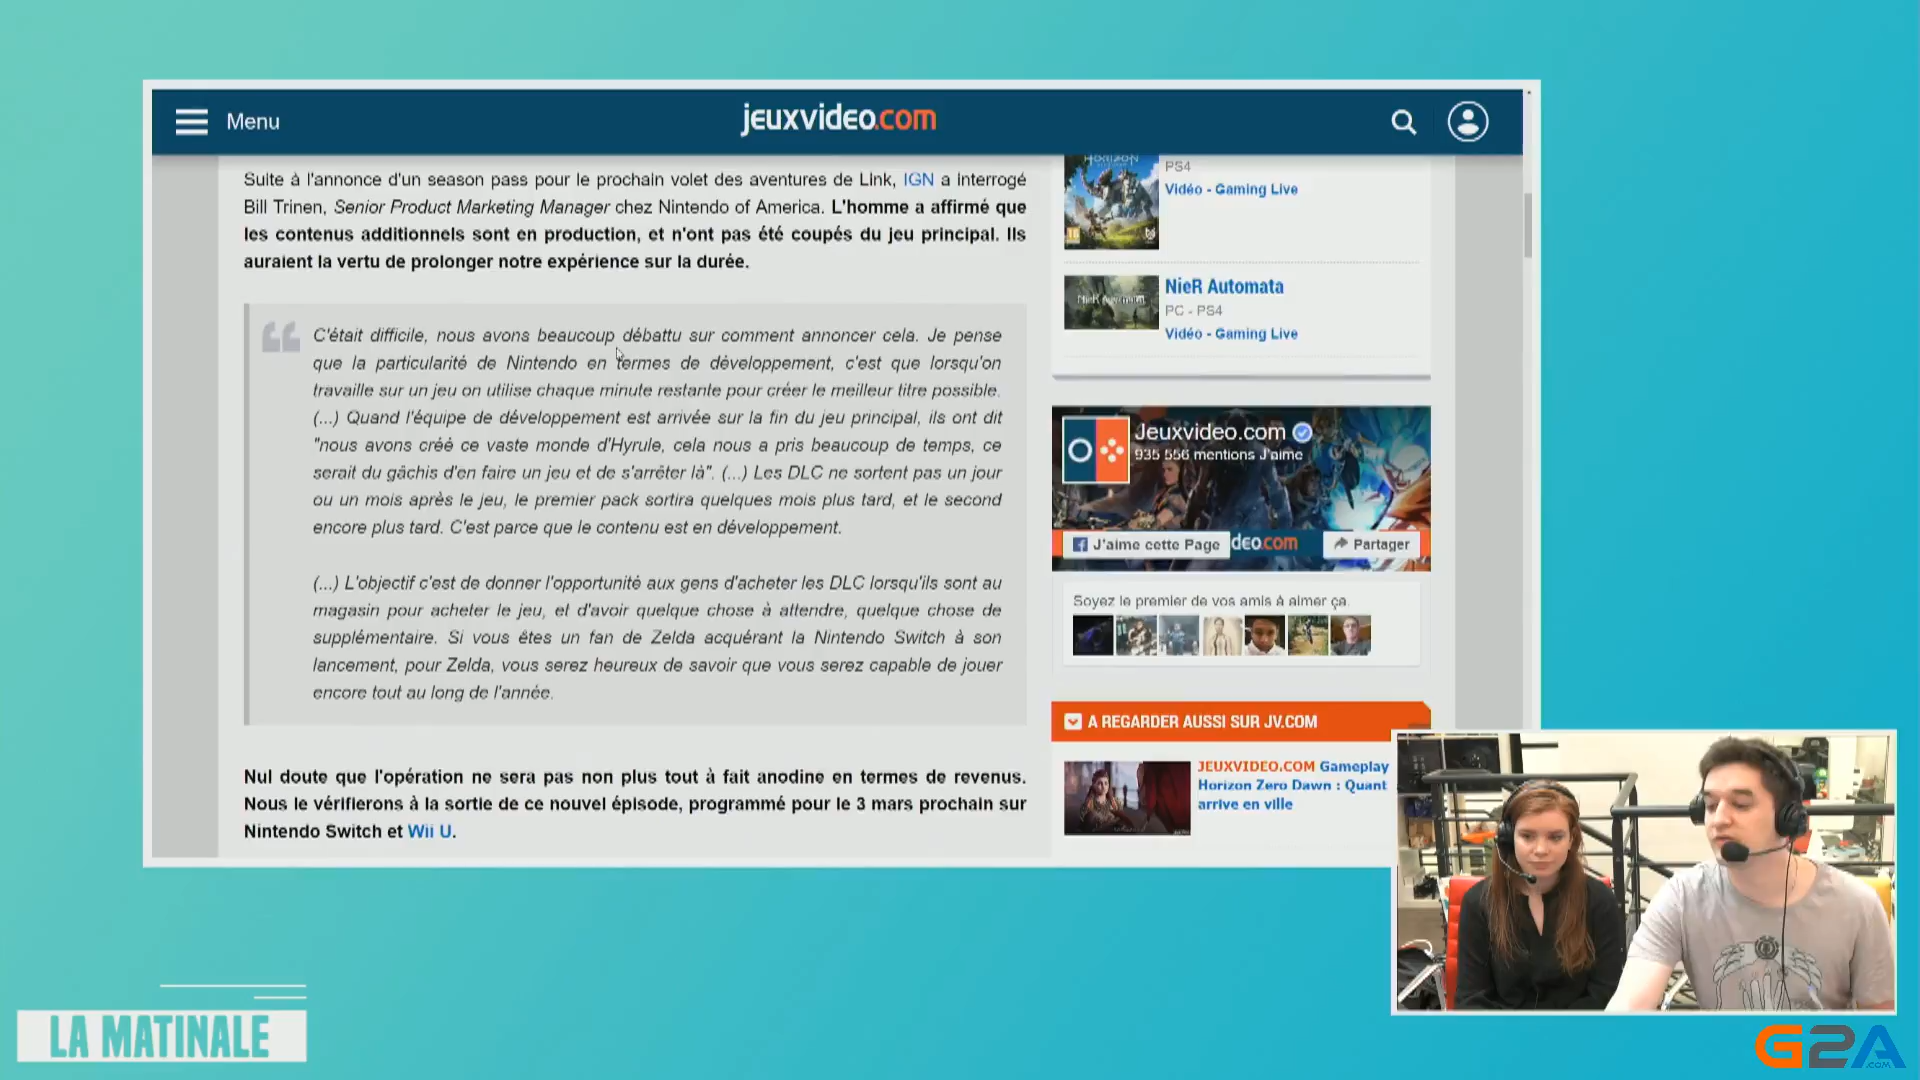 Menu
jeuxvideo.com
Suite à l'annonce d'un season pass pour le prochain volet des aventures de Link, IGN a interrogé
Bill Trinen, Senior Product Marketing Manager chez Nintendo of America. L'homme a affirmé que
les contenus additionnels sont en production, et n'ont pas été coupés du jeu principal. Ils
auraient la vertu de prolonger notre expérience sur la durée.
C'était difficile, nous avons beaucoup débattu sur comment annoncer cela. Je pense
que la particularité de Nintendo en termes de développement, c'est que lorsqu'on
travaille sur un jeu on utilise chaque minute restante pour créer le meilleur titre possible.
(...) Quand l'équipe de développement est arrivée sur la fin du jeu principal, ils ont dit
"nous avons créé ce vaste monde d'Hyrule, cela nous a pris beaucoup de temps, ce
serait du gâchis d'en faire un jeu et de s'arrêter là". (...) Les DLC ne sortent pas un jour
ou un mois après le jeu, le premier pack sortira quelques mois plus tard, et le second
encore plus tard. C'est parce que le contenu est en développement.
(...) L'objectif c'est de donner l'opportunité aux gens d'acheter les DLC lorsqu'ils sont au
magasin pour acheter le jeu, et d'avoir quelque chose à attendre, quelque chose de
supplémentaire. Si vous êtes un fan de Zelda acquérant la Nintendo Switch à son
lancement, pour Zelda, vous serez heureux de savoir que vous serez capable de jouer
encore tout au long de l'année.
Nul doute que l'opération ne sera pas non plus tout à fait anodine en termes de revenus.
Nous le vérifierons à la sortie de ce nouvel épisode, programmé pour le 3 mars prochain sur
Nintendo Switch et Wii U.
HORIZON
PS4
Vidéo - Gaming Live
NieR Automata
NieR Automata
PC - PS4
Vidéo - Gaming Live
Jeuxvideo.com
935 556 mentions J'aime
J'aime cette Page
deo.com
Partager
Soyez le premier de vos amis à aimer ça.
A REGARDER AUSSI SUR JV.COM
JEUXVIDEO.COM Gameplay
Horizon Zero Dawn : Quant
arrive en ville
LA MATINALE
G2A
.COM